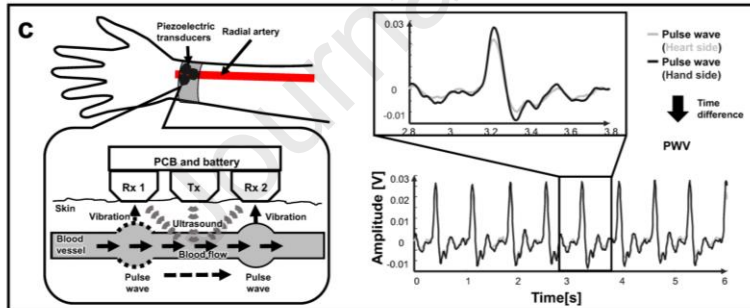 c
Piezoelectric
transducers
Radial artery
PCB and battery
Rx 1
Tx
Rx 2
Skin
Vibration
Ultrasound
Vibration
Blood
vessel
Blood flow
Pulse
wave
Pulse
wave
Journal
0.03
0
-0.01
2.8
3
3.2
3.4
3.6
3.8
Pulse wave
(Heart side)
Pulse wave
(Hand side)
Time
difference
PWV
Amplitude [V]
0.03
0.02
0.01
0
-0.01
0
1
2
3
4
5
6
Time[s]